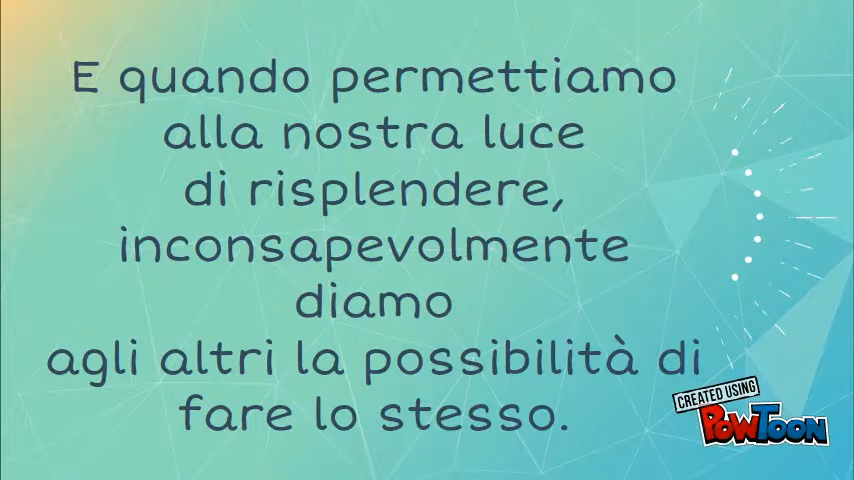 E quando permettiamo
alla nostra luce
di risplendere,
inconsapevolmente
diamo
agli altri la possibilità di
fare lo stesso.
CREATED USING
POWTOON